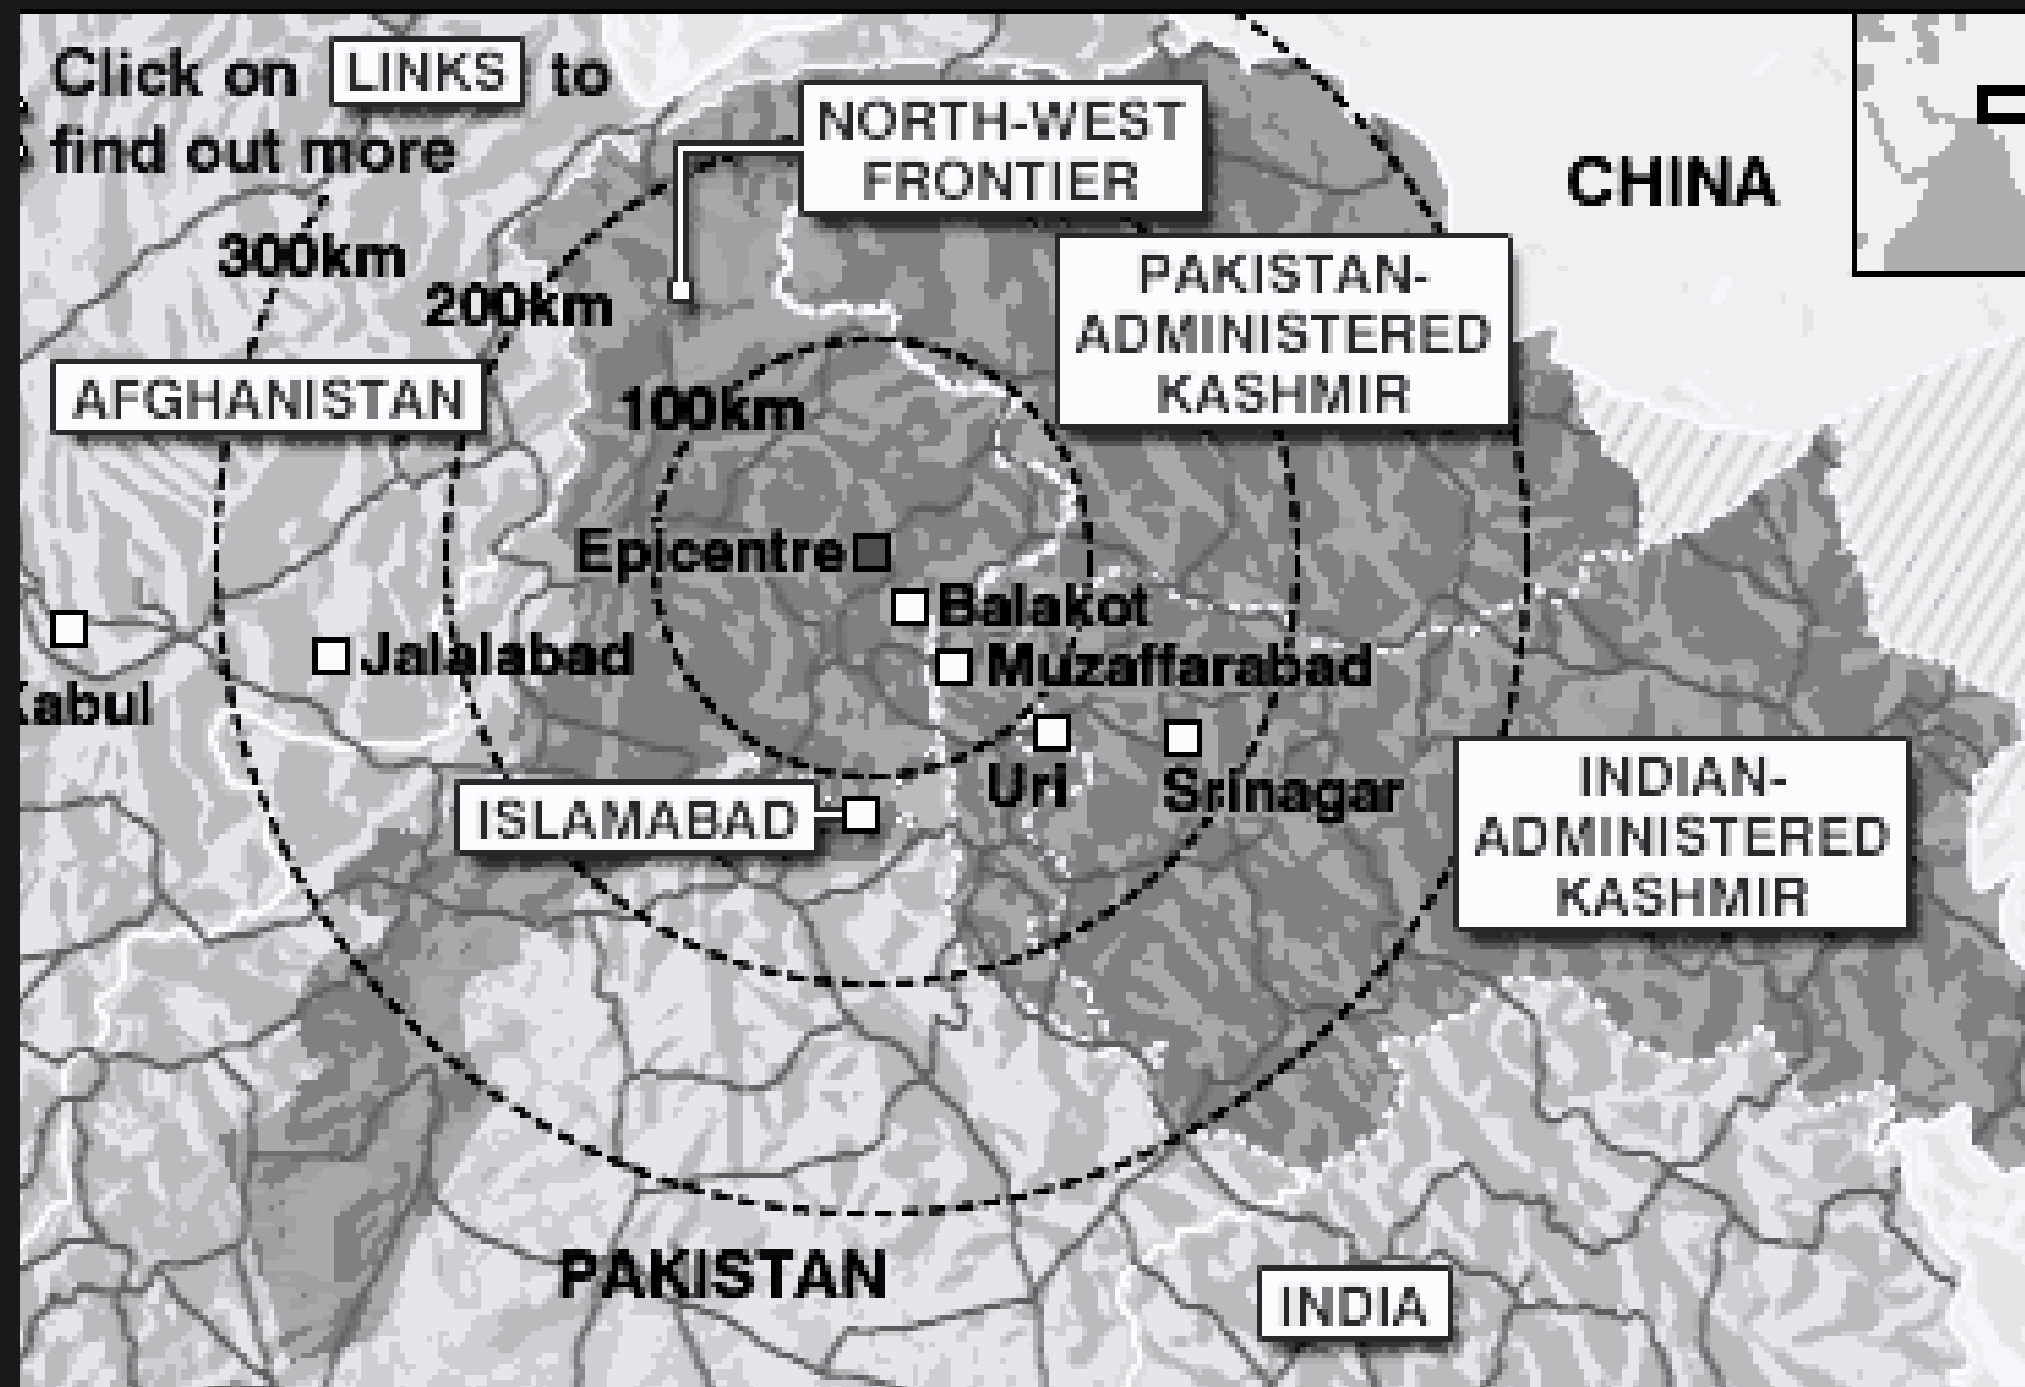 Click on LINKS to
find out more
NORTH-WEST
FRONTIER
CHINA
300km
200km
PAKISTAN-
ADMINISTERED
KASHMIR
AFGHANISTAN
100km
Epicentre
Balakot
Jalalabad
Muzaffarabad
Kabul
Uri
Srinagar
ISLAMABAD
INDIAN-
ADMINISTERED
KASHMIR
PAKISTAN
INDIA